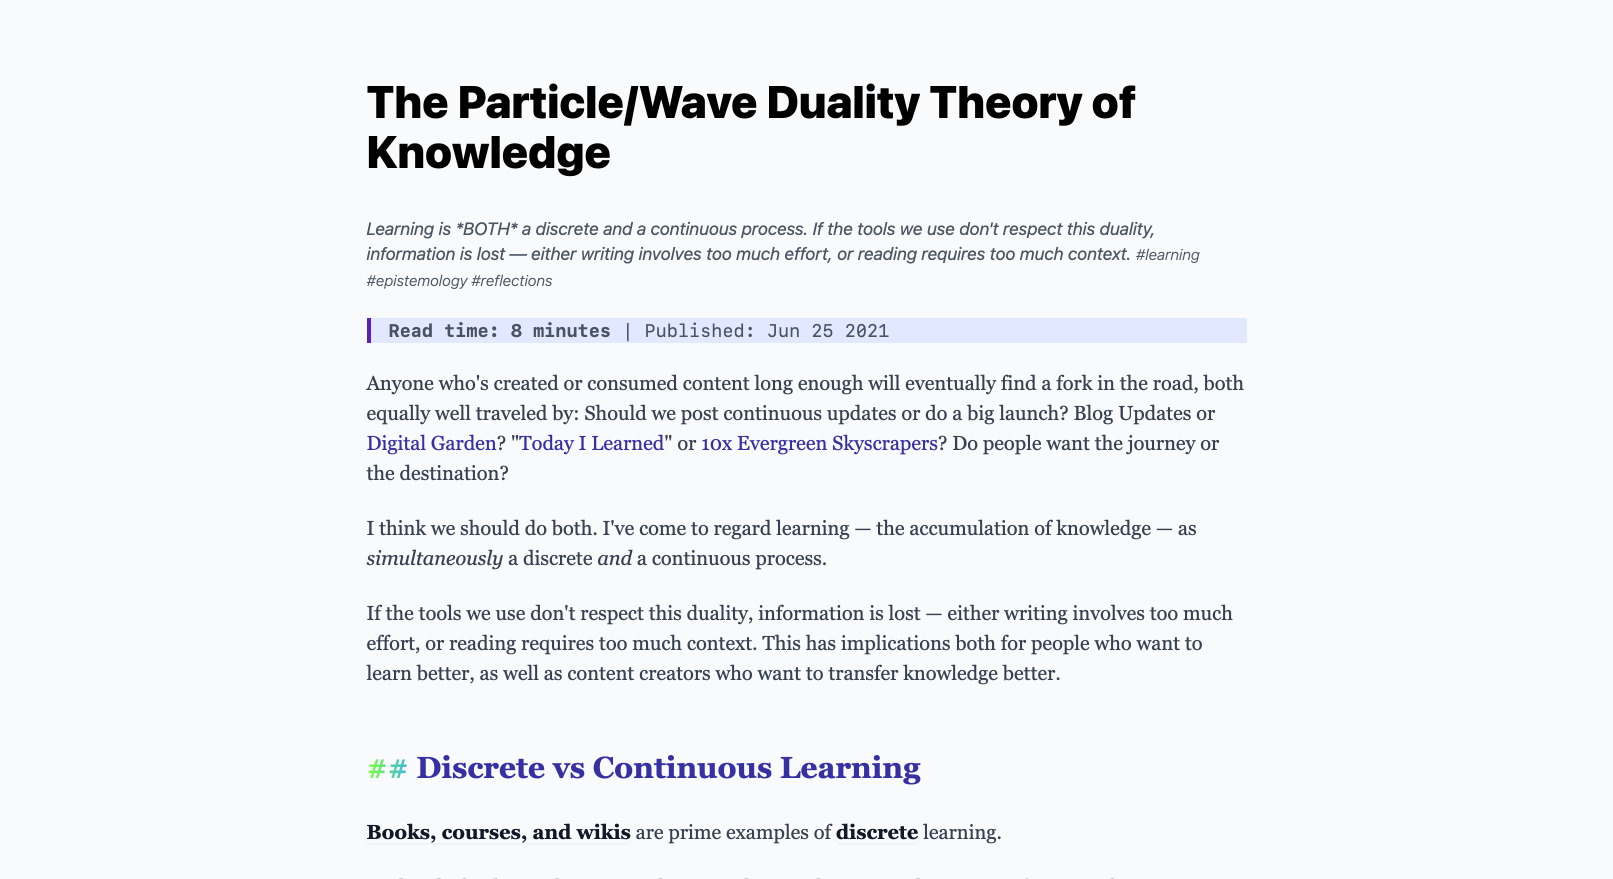 The Particle/Wave Duality Theory of
Knowledge
Learning is *BOTH* a discrete and a continuous process. If the tools we use don't respect this duality,
information is lost — either writing involves too much effort, or reading requires too much context. #learning
#epistemology #reflections
Read time: 8 minutes | Published: Jun 25 2021
Anyone who's created or consumed content long enough will eventually find a fork in the road, both
equally well traveled by: Should we post continuous updates or do a big launch? Blog Updates or
Digital Garden? "Today I Learned" or 10x Evergreen Skyscrapers? Do people want the journey or
the destination?
I think we should do both. I've come to regard learning — the accumulation of knowledge — as
simultaneously a discrete and a continuous process.
If the tools we use don't respect this duality, information is lost — either writing involves too much
effort, or reading requires too much context. This has implications both for people who want to
learn better, as well as content creators who want to transfer knowledge better.
## Discrete vs Continuous Learning
Books, courses, and wikis are prime examples of discrete learning.